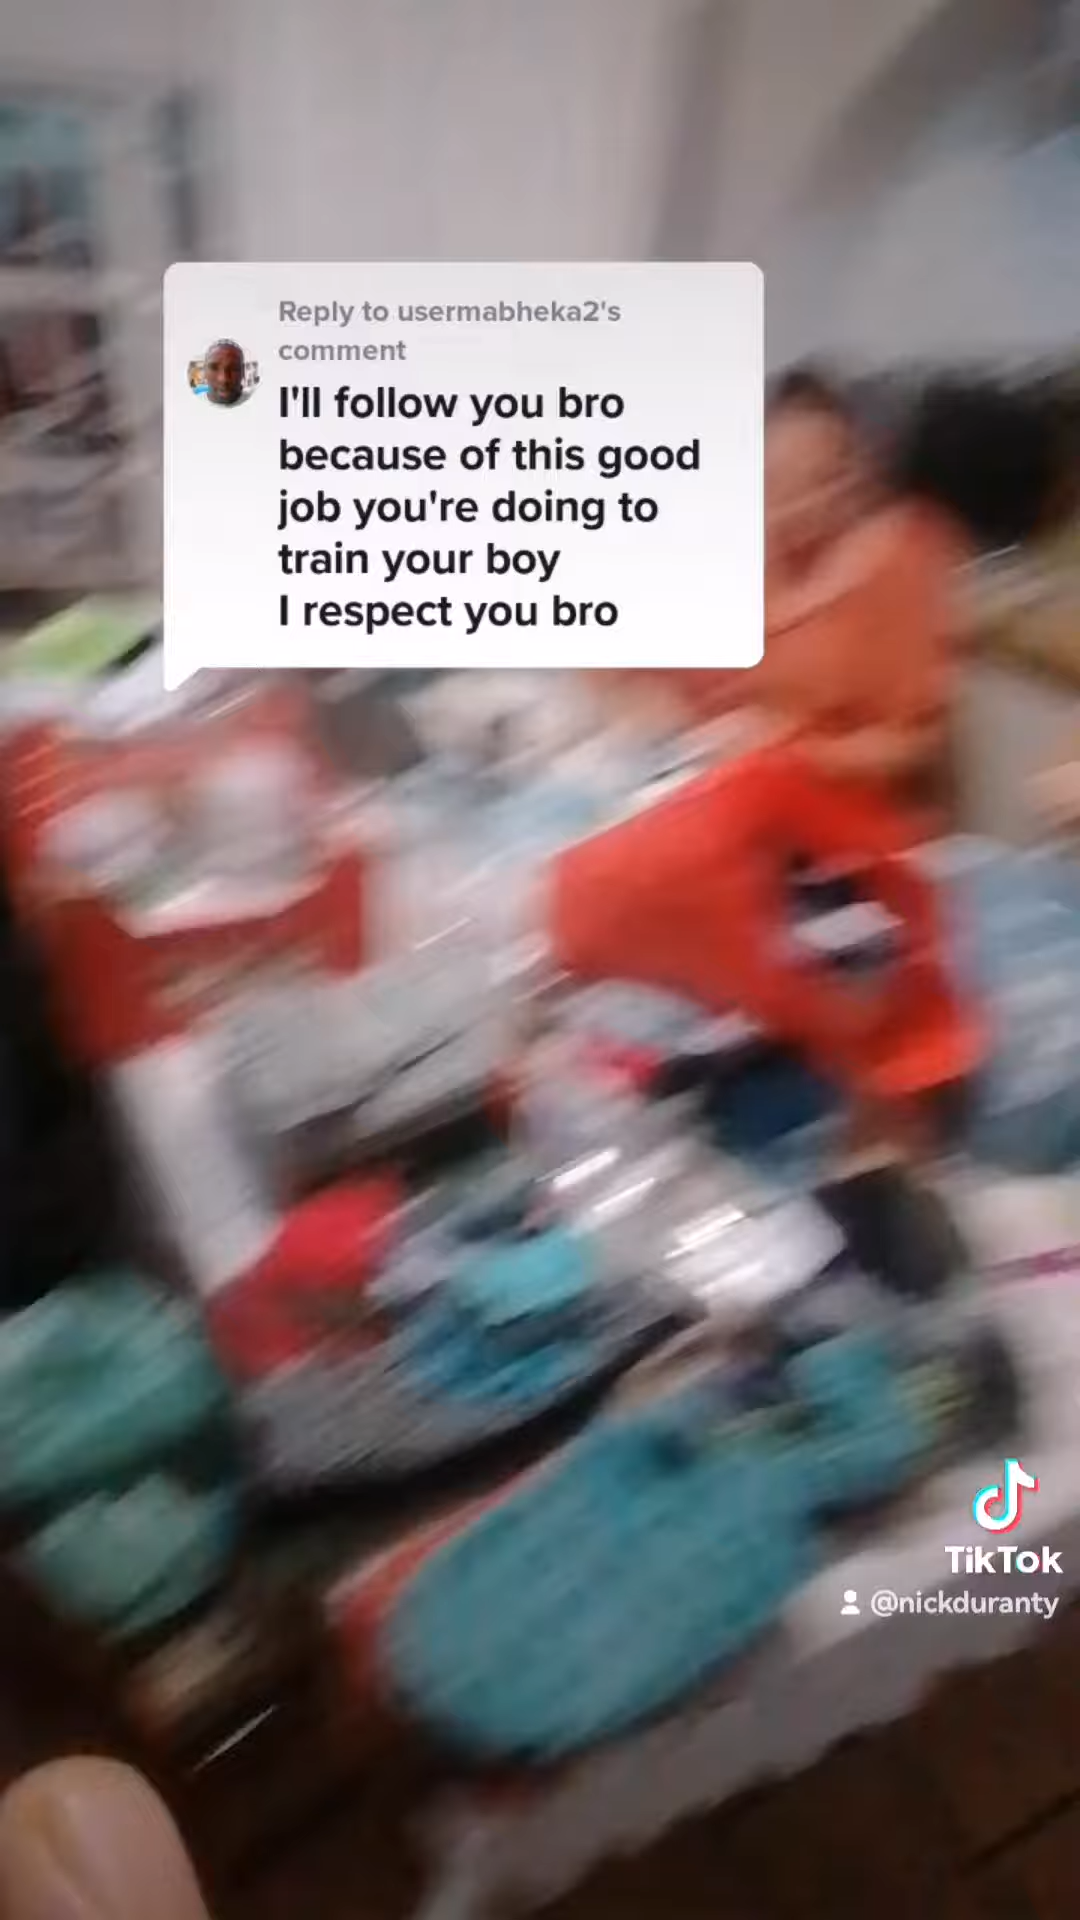 Reply to usermabheka2's
comment
I'll follow you bro
because of this good
job you're doing to
train your boy
I respect you bro
TikTok
@nickduranty